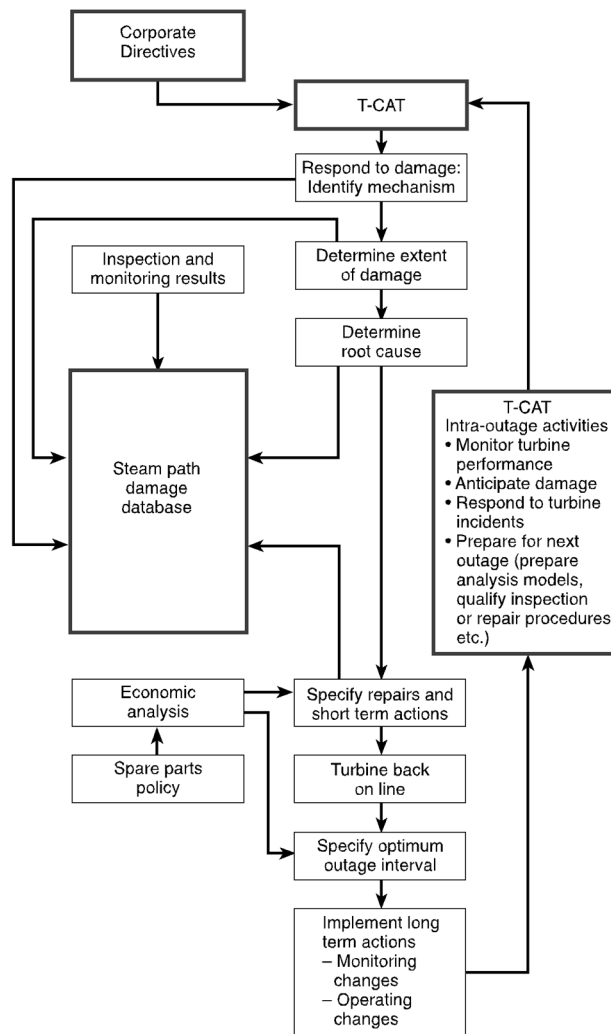 Corporate
Directives
T-CAT
Respond to damage:
Identify mechanism
Inspection and
monitoring results
Determine extent
of damage
Determine
root cause
Steam path
damage
database
T-CAT
Intra-outage activities
• Monitor turbine
performance
• Anticipate damage
• Respond to turbine
incidents
• Prepare for next
outage (prepare
analysis models,
qualify inspection
or repair procedures
etc.)
Economic
analysis
Specify repairs and
short term actions
Spare parts
policy
Turbine back
on line
Specify optimum
outage interval
Implement long
term actions
– Monitoring
changes
– Operating
changes